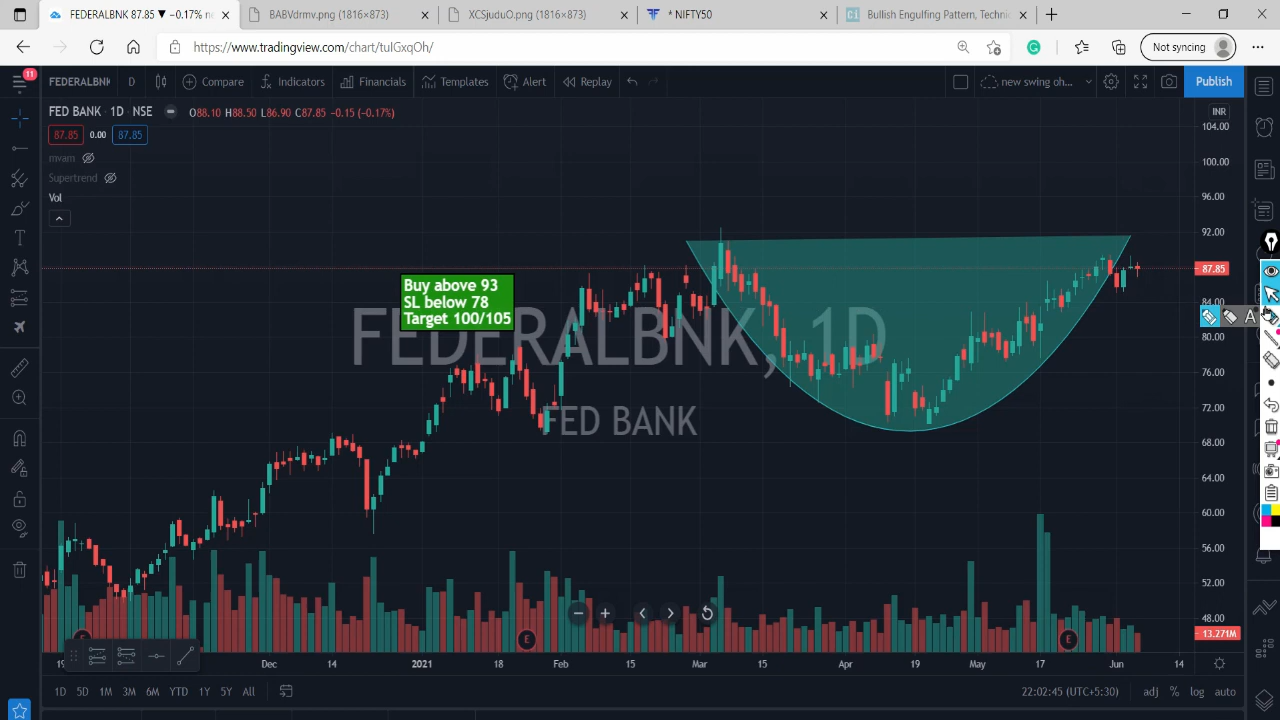 FEDERALBNK 87.85 ▼ −0.17%
BABVdrmv.png (1816×873)
XCSjuduO.png (1816×873)
* NIFTY50
Bullish Engulfing Pattern, Techni
https://www.tradingview.com/chart/tuIGxqOh/
Not syncing
11
FEDERALBNK
D
Compare
Indicators
Financials
Templates
Alert
Replay
new swing oh...
Publish
FED BANK · 1D · NSE
O88.10 H88.50 L86.90 C87.85 −0.15 (−0.17%)
INR
87.85 0.00 87.85
mvam
Supertrend
Vol
104.00
100.00
96.00
92.00
87.85
84.00
80.00
76.00
72.00
68.00
64.00
60.00
56.00
52.00
48.00
13.271M
Buy above 93
SL below 78
Target 100/105
FEDERALBNK, 1D
FED BANK
A
E
E
E
19 Dec 14 2021 18 Feb 15 Mar 15 Apr 19 May 17 Jun 14
1D 5D 1M 3M 6M YTD 1Y 5Y All
22:02:45 (UTC+5:30) adj % log auto